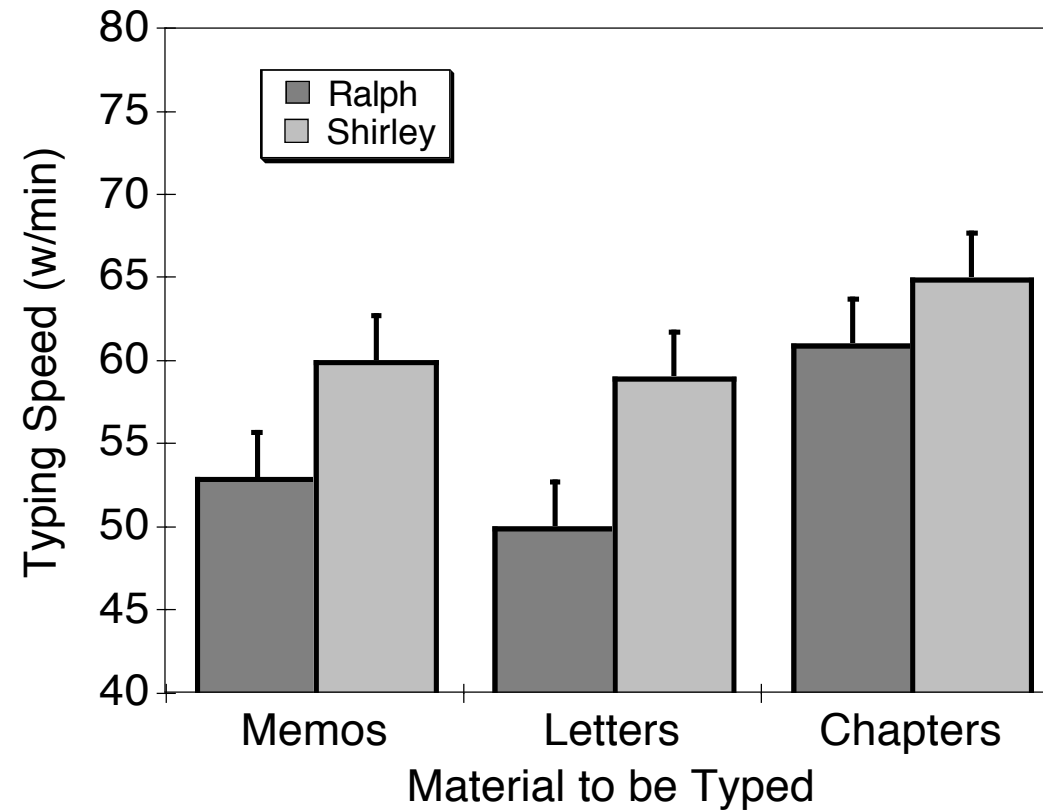 80
75
70
65
60
55
50
45
40
Typing Speed (w/min)
Ralph
Shirley
Memos Letters Chapters
Material to be Typed